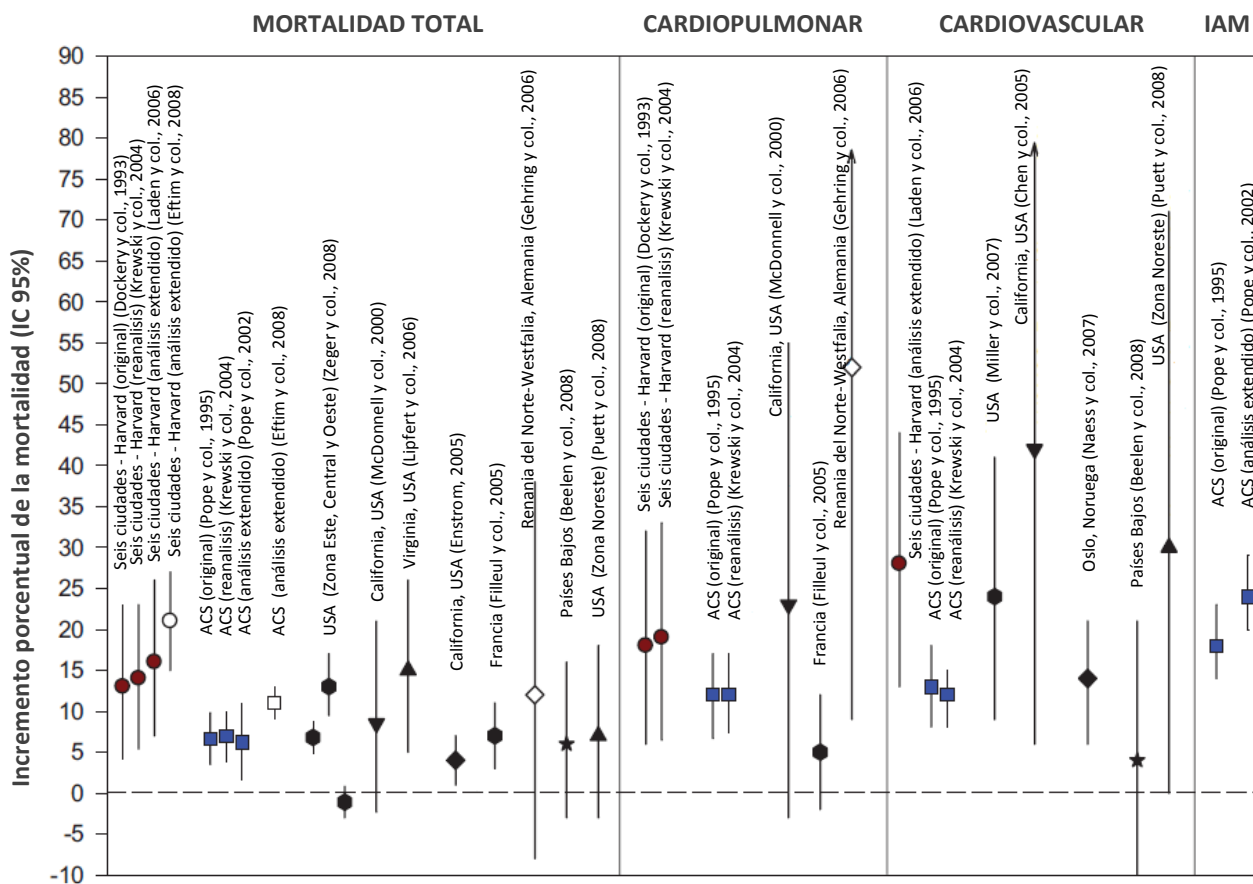 MORTALIDAD TOTAL
CARDIOPULMONAR
CARDIOVASCULAR
IAM
Incremento porcentual de la mortalidad (IC 95%)
90
85
80
75
70
65
60
55
50
45
40
35
30
25
20
15
10
5
0
-5
-10
Seis ciudades - Harvard (original) (Dockery y col., 1993)
Seis ciudades - Harvard (reanalisis) (Krewski y col., 2004)
Seis ciudades - Harvard (análisis extendido) (Laden y col., 2006)
Seis ciudades - Harvard (análisis extendido) (Eftim y col., 2008)
ACS (original) (Pope y col., 1995)
ACS (reanalisis) (Krewski y col., 2004)
ACS (análisis extendido) (Pope y col., 2002)
ACS (análisis extendido) (Eftim y col., 2008)
USA (Zona Este, Central y Oeste) (Zeger y col., 2008)
California, USA (McDonnell y col., 2000)
Virginia, USA (Lipfert y col., 2006)
California, USA (Enstrom, 2005)
Francia (Filleul y col., 2005)
Renania del Norte-Westfalia, Alemania (Gehring y col., 2006)
Países Bajos (Beelen y col., 2008)
USA (Zona Noreste) (Puett y col., 2008)
Seis ciudades - Harvard (original) (Dockery y col., 1993)
Seis ciudades - Harvard (reanalisis) (Krewski y col., 2004)
ACS (original) (Pope y col., 1995)
ACS (reanálisis) (Krewski y col., 2004)
California, USA (McDonnell y col., 2000)
Francia (Filleul y col., 2005)
Renania del Norte-Westfalia, Alemania (Gehring y col., 2006)
Seis ciudades - Harvard (análisis extendido) (Laden y col., 2006)
ACS (original) (Pope y col., 1995)
ACS (reanálisis) (Krewski y col., 2004)
USA (Miller y col., 2007)
California, USA (Chen y col., 2005)
Oslo, Noruega (Naess y col., 2007)
Países Bajos (Beelen y col., 2008)
USA (Zona Noreste) (Puett y col., 2008)
ACS (original) (Pope y col., 1995)
ACS (análisis extendido) (Pope y col., 2002)